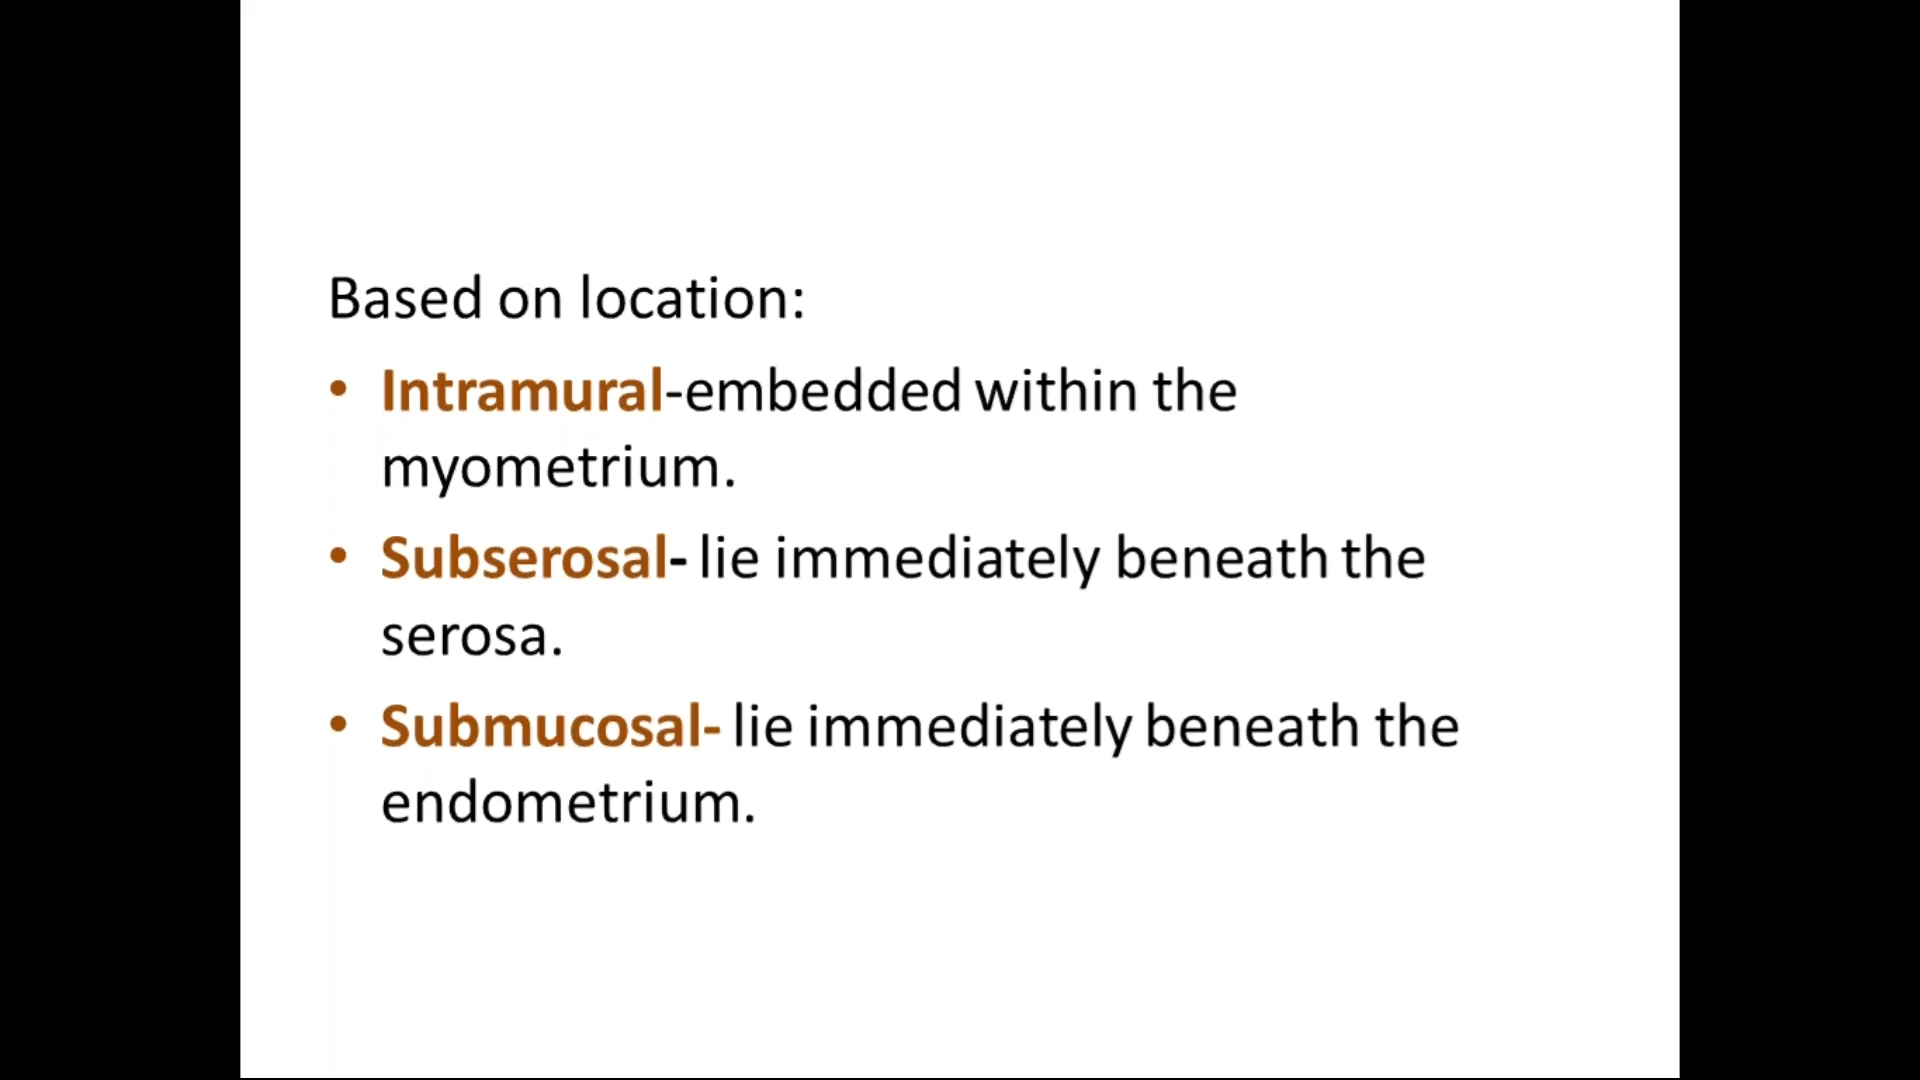 Based on location:
• Intramural-embedded within the
myometrium.
• Subserosal- lie immediately beneath the
serosa.
• Submucosal- lie immediately beneath the
endometrium.